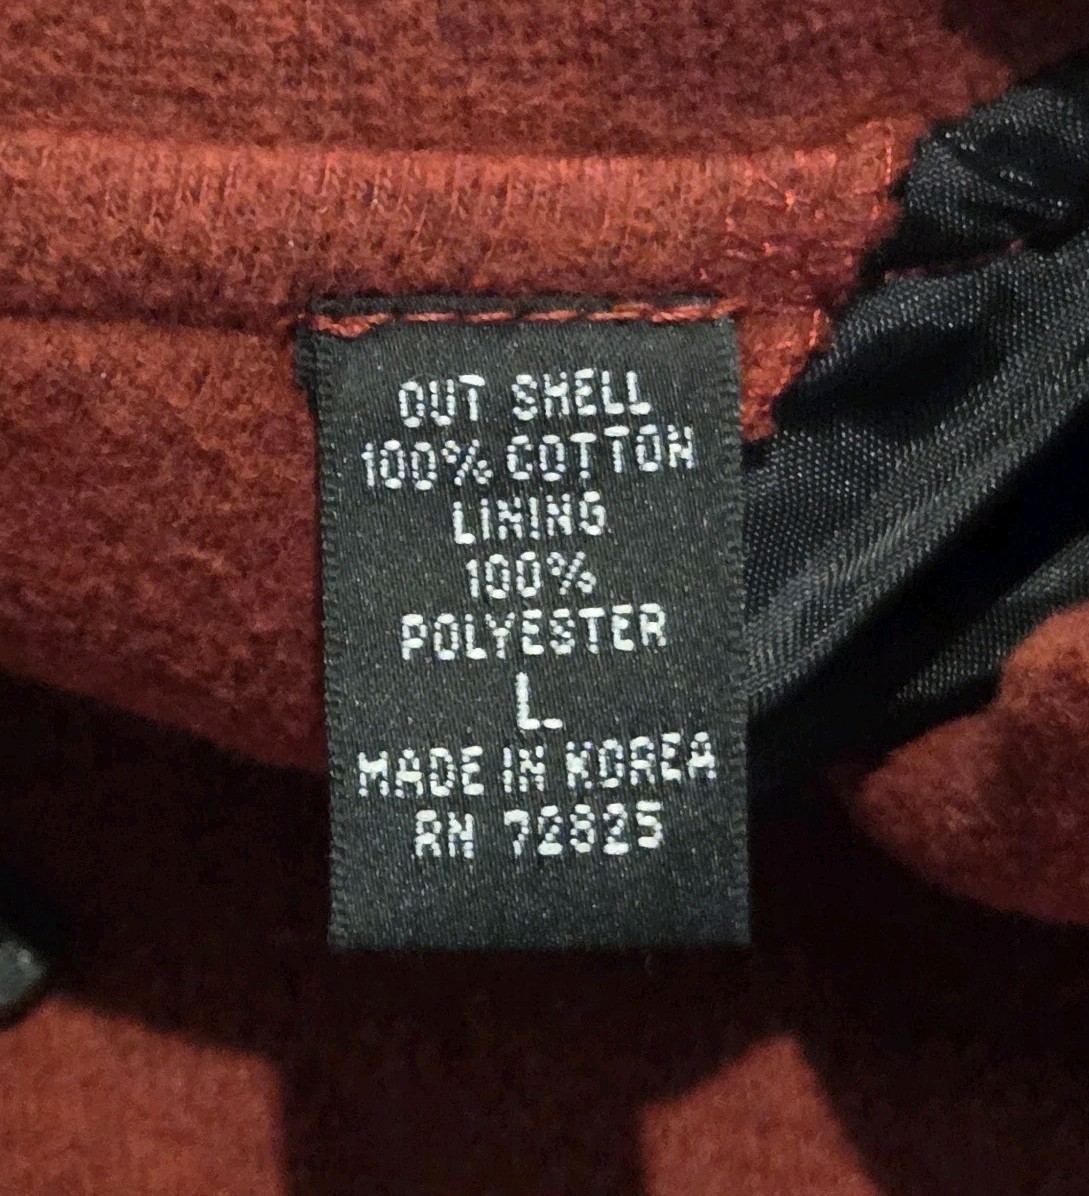 OUT SHELL
100% COTTON
LINING
100%
POLYESTER
L
MADE IN KOREA
RN 72825